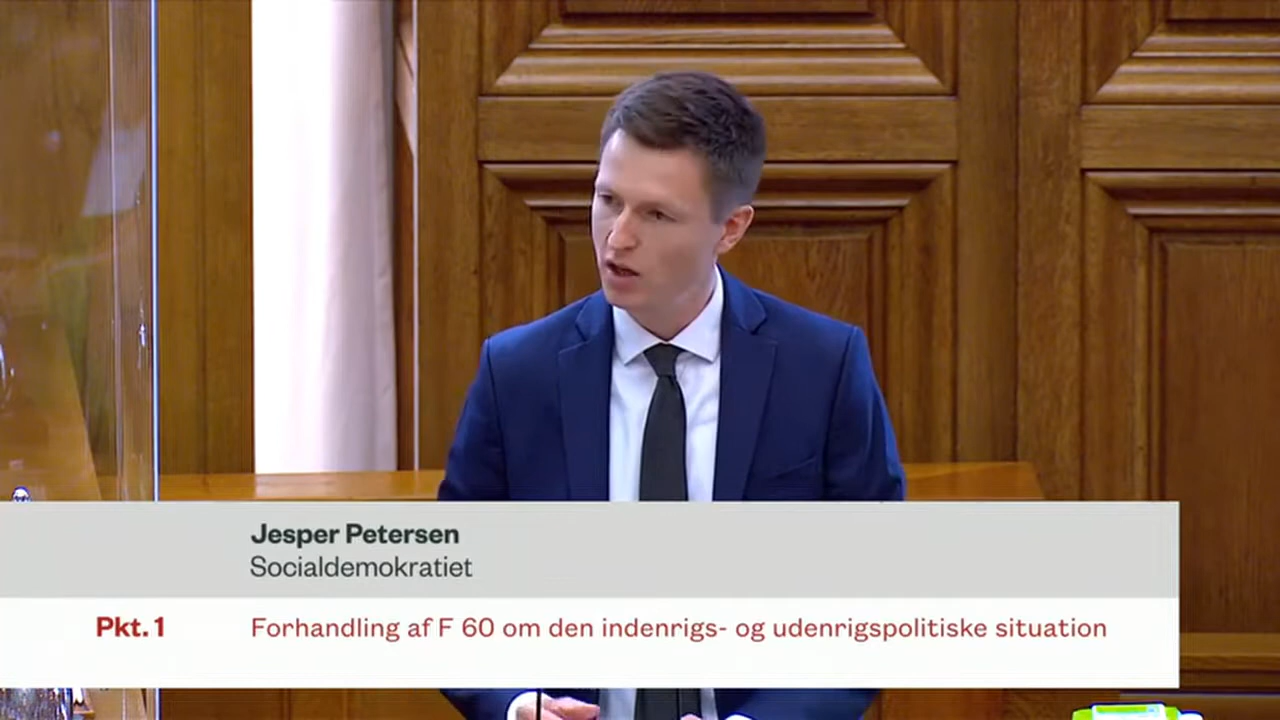 Jesper Petersen
Socialdemokratiet
Pkt. 1 Forhandling af F 60 om den indenrigs- og udenrigspolitiske situation